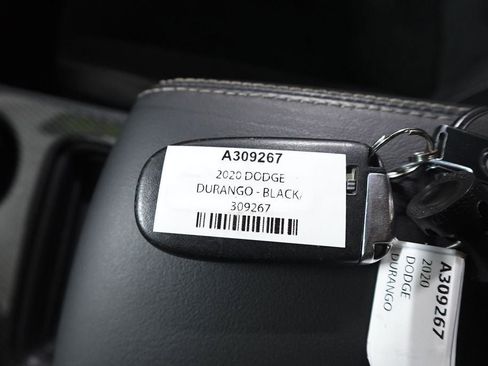 A309267
2020 DODGE
DURANGO - BLACK/
309267
A309267
2020
DODGE
DURANGO